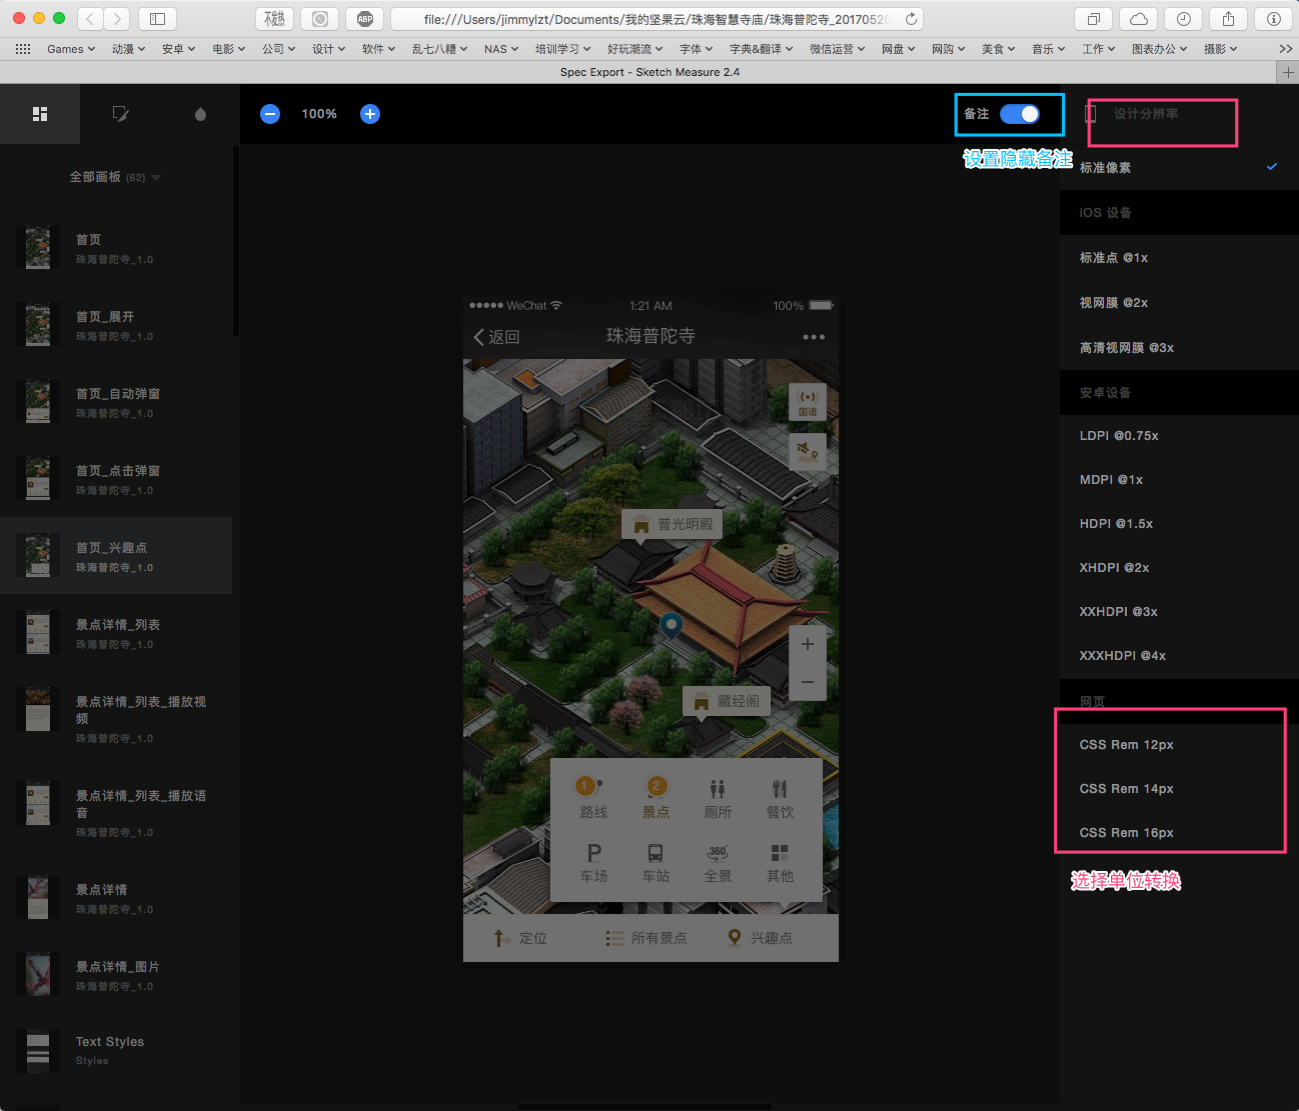 不熬
ABP
file:///Users/jimmylzt/Documents/我的坚果云/珠海智慧寺庙/珠海普陀寺_20170520
Games 动漫 安卓 电影 公司 设计 软件 乱七八糟 NAS 培训学习 好玩潮流 字体 字典&翻译 微信运营 网盘 网购 美食 音乐 工作 图表办公 摄影
Spec Export - Sketch Measure 2.4
100%
备注
设计分辨率
设置隐藏备注
全部画板 (62)
首页
珠海普陀寺_1.0
首页_展开
珠海普陀寺_1.0
首页_自动弹窗
珠海普陀寺_1.0
首页_点击弹窗
珠海普陀寺_1.0
首页_兴趣点
珠海普陀寺_1.0
景点详情_列表
珠海普陀寺_1.0
景点详情_列表_播放视
频
珠海普陀寺_1.0
景点详情_列表_播放语
音
珠海普陀寺_1.0
景点详情
珠海普陀寺_1.0
景点详情_图片
珠海普陀寺_1.0
Text Styles
Styles
WeChat 1:21 AM 100%
返回 珠海普陀寺
国语
普光明殿
藏经阁
1 2
路线 景点 厕所 餐饮
P 360°
车场 车站 全景 其他
定位 所有景点 兴趣点
标准像素
iOS 设备
标准点 @1x
视网膜 @2x
高清视网膜 @3x
安卓设备
LDPI @0.75x
MDPI @1x
HDPI @1.5x
XHDPI @2x
XXHDPI @3x
XXXHDPI @4x
网页
CSS Rem 12px
CSS Rem 14px
CSS Rem 16px
选择单位转换